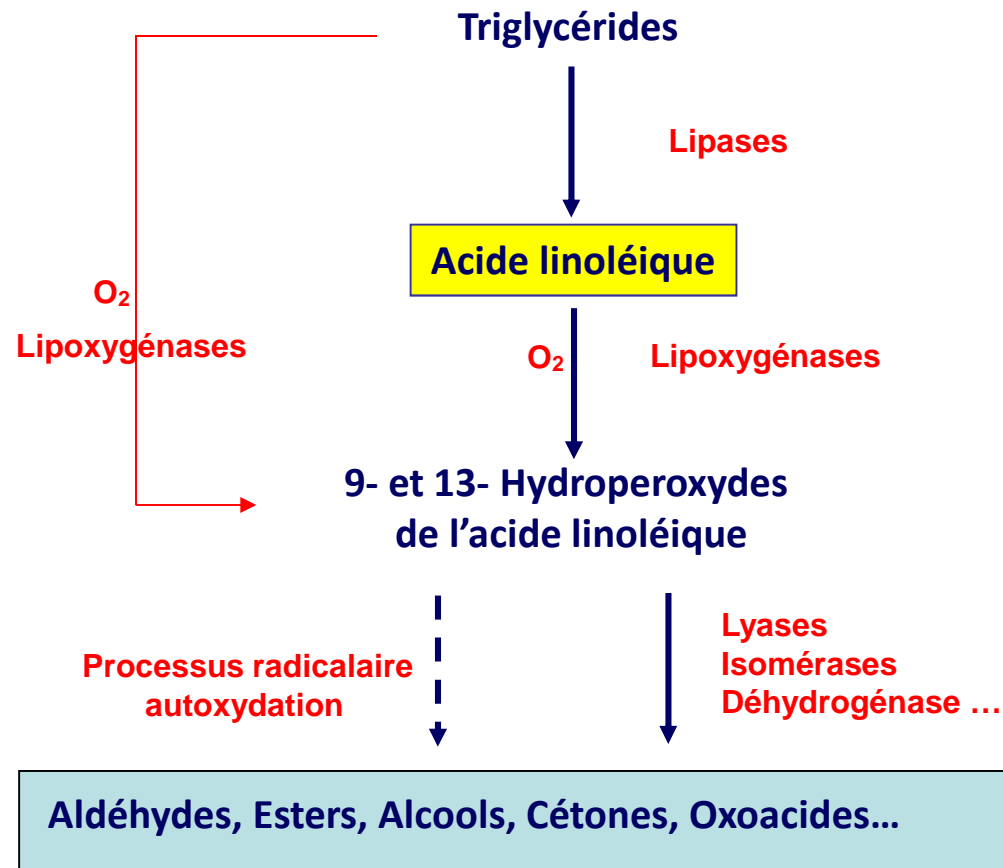 Triglycérides
Lipases
Acide linoléique
O₂
Lipoxygénases
O₂
Lipoxygénases
9- et 13- Hydroperoxydes
de l’acide linoléique
Processus radicalaire
autoxydation
Lyases
Isomérases
Déhydrogénase …
Aldéhydes, Esters, Alcools, Cétones, Oxoacides…